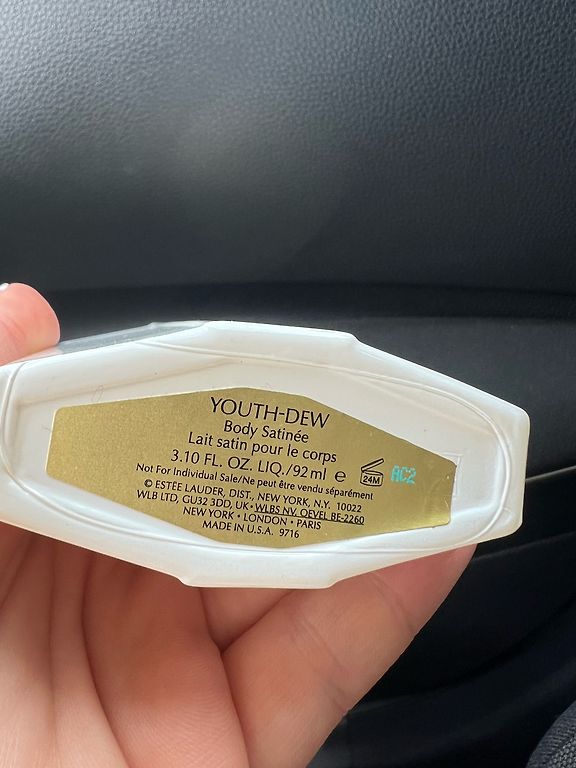 YOUTH-DEW
Body Satinée
Lait satin pour le corps
3.10 FL. OZ. LIQ./92 ml ℮ 24M AC2
Not For Individual Sale/Ne peut être vendu séparément
© ESTÉE LAUDER, DIST., NEW YORK, N.Y. 10022
WLB LTD, GU32 3DD, UK • WLBS NV, OEVEL BE-2260
NEW YORK • LONDON • PARIS
MADE IN U.S.A. 9716